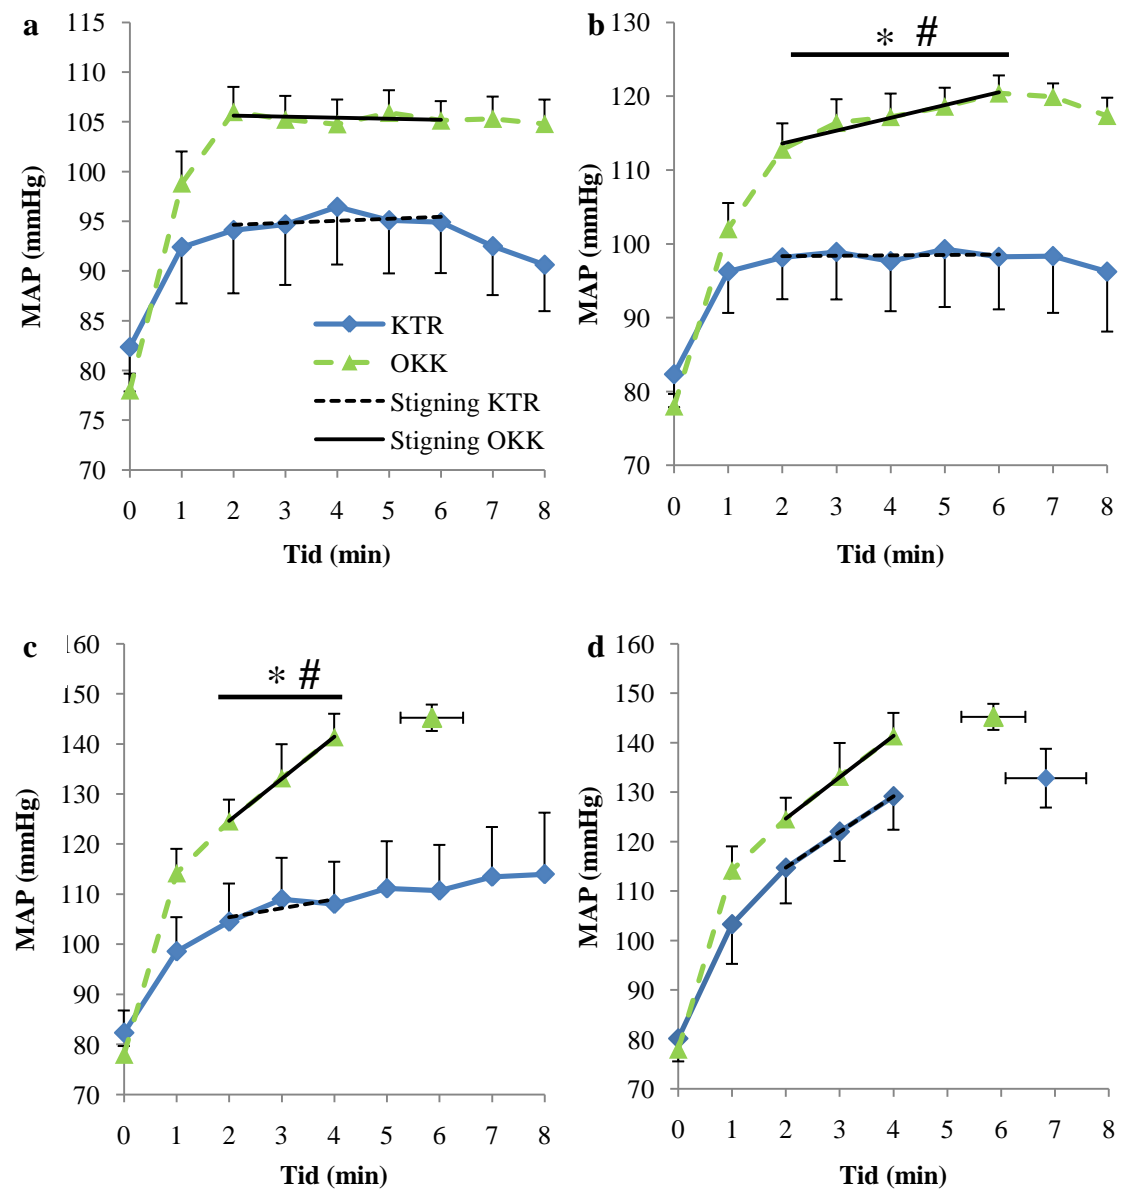 a
115
110
105
100
95
90
85
80
75
70
MAP (mmHg)
KTR
OKK
Stigning KTR
Stigning OKK
0 1 2 3 4 5 6 7 8
Tid (min)
b
* #
130
120
110
100
90
80
70
MAP (mmHg)
0 1 2 3 4 5 6 7 8
Tid (min)
c
* #
160
150
140
130
120
110
100
90
80
70
MAP (mmHg)
0 1 2 3 4 5 6 7 8
Tid (min)
d
160
150
140
130
120
110
100
90
80
70
MAP (mmHg)
0 1 2 3 4 5 6 7 8
Tid (min)